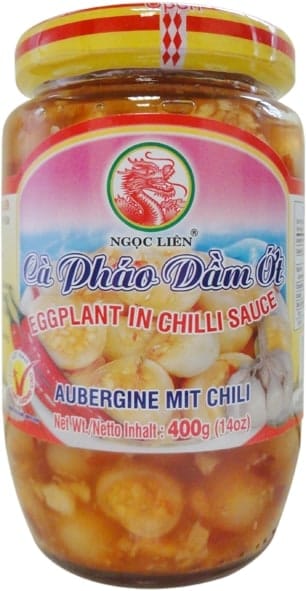 Open
NGỌC LIÊN ®
Cà Pháo Dầm Ớt
EGGPLANT IN CHILLI SAUCE
AUBERGINE MIT CHILI
Net Wt./Netto Inhalt: 400g (14oz)